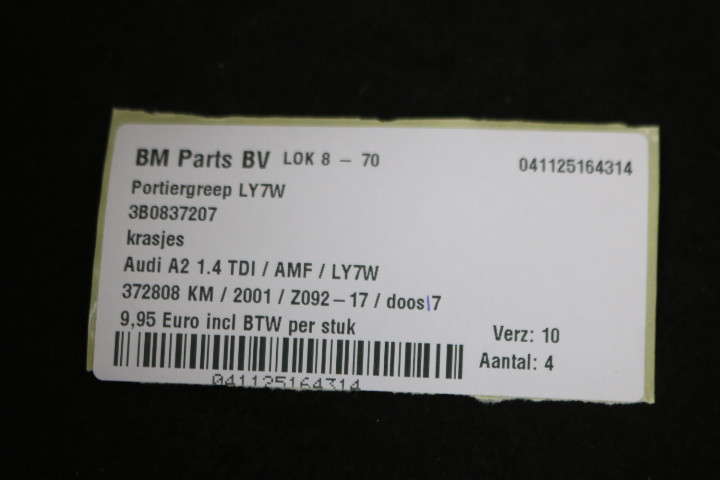 BM Parts BV LOK 8 – 70 041125164314
Portiergreep LY7W
3B0837207
krasjes
Audi A2 1.4 TDI / AMF / LY7W
372808 KM / 2001 / Z092–17 / doos\7
9,95 Euro incl BTW per stuk
Verz: 10
Aantal: 4
041125164314